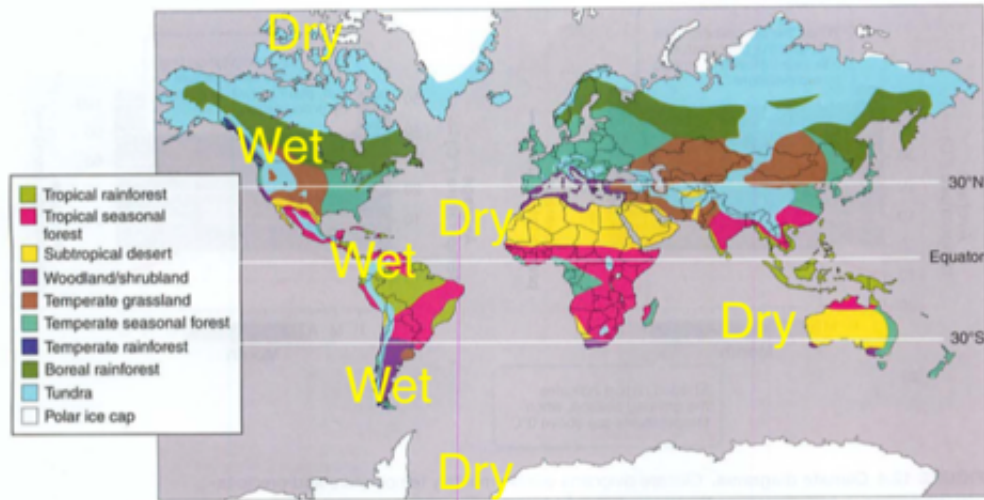 Dry
Wet
Tropical rainforest
Tropical seasonal
forest
Subtropical desert
Woodland/shrubland
Temperate grassland
Temperate seasonal forest
Temperate rainforest
Boreal rainforest
Tundra
Polar ice cap
30°N
Dry
Wet
Equator
Dry
30°S
Wet
Dry